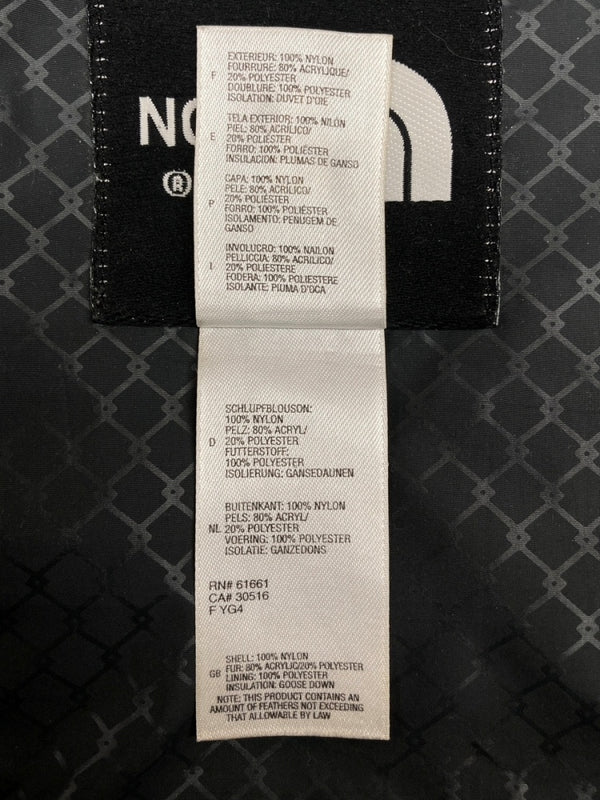 NO
®
F
EXTERIEUR: 100% NYLON
FOURRURE: 80% ACRYLIQUE/
20% POLYESTER
DOUBLURE: 100% POLYESTER
ISOLATION: DUVET D'OIE
E
TELA EXTERIOR: 100% NILÓN
PIEL: 80% ACRILICO/
20% POLIÉSTER
FORRO: 100% POLIÉSTER
INSULACION: PLUMAS DE GANSO
P
CAPA: 100% NYLON
PELE: 80% ACRILICO/
20% POLIÉSTER
FORRO: 100% POLIÉSTER
ISOLAMENTO: PENUGEM DE
GANSO
I
INVOLUCRO: 100% NAILON
PELLICCIA: 80% ACRILICO/
20% POLIESTERE
FODERA: 100% POLIESTERE
ISOLANTE: PIUMA D'OCA
D
SCHLUPFBLOUSON:
100% NYLON
PELZ: 80% ACRYL/
20% POLYESTER
FUTTERSTOFF:
100% POLYESTER
ISOLIERUNG: GANSEDAUNEN
NL
BUITENKANT: 100% NYLON
PELS: 80% ACRYL/
20% POLYESTER
VOERING: 100% POLYESTER
ISOLATIE: GANZEDONS
RN# 61661
CA# 30516
F YG4
GB
SHELL: 100% NYLON
FUR: 80% ACRYLIC/20% POLYESTER
LINING: 100% POLYESTER
INSULATION: GOOSE DOWN
NOTE: THIS PRODUCT CONTAINS AN
AMOUNT OF FEATHERS NOT EXCEEDING
THAT ALLOWABLE BY LAW